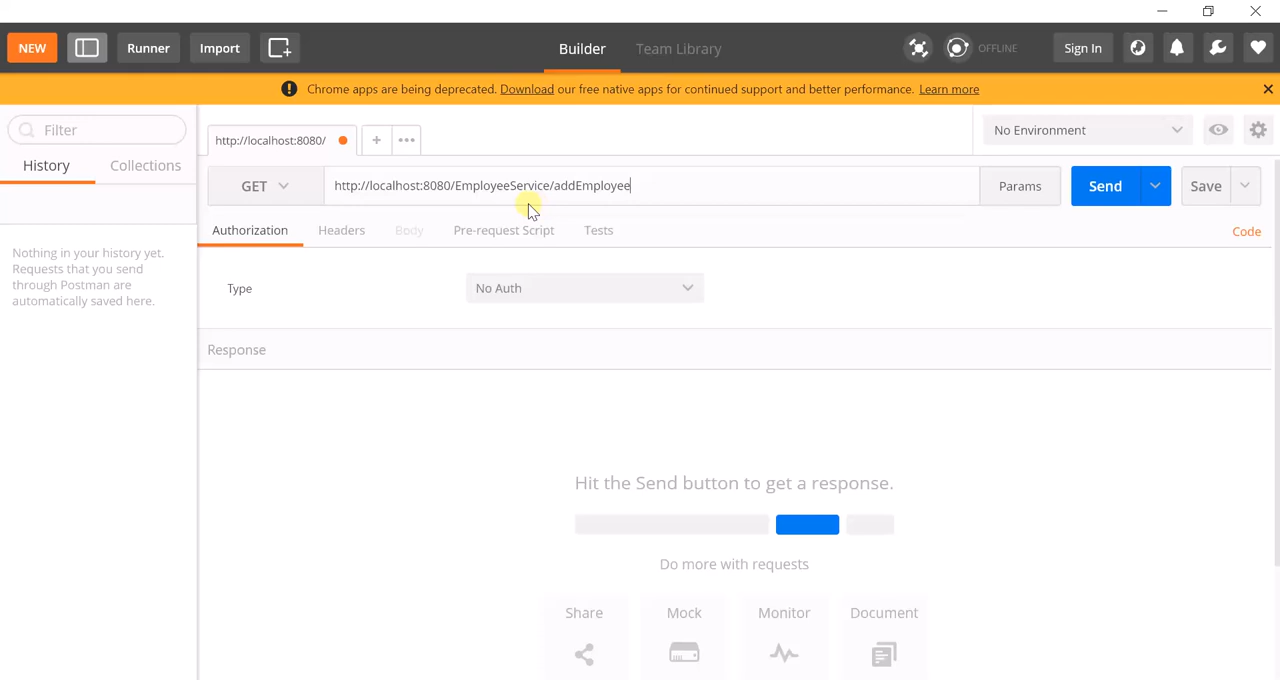 NEW Runner Import Builder Team Library OFFLINE Sign In
Chrome apps are being deprecated. Download our free native apps for continued support and better performance. Learn more
Filter
http://localhost:8080/
No Environment
History Collections
GET http://localhost:8080/EmployeeService/addEmployee Params Send Save
Authorization Headers Body Pre-request Script Tests Code
Nothing in your history yet.
Requests that you send
through Postman are
automatically saved here.
Type No Auth
Response
Hit the Send button to get a response.
Do more with requests
Share Mock Monitor Document